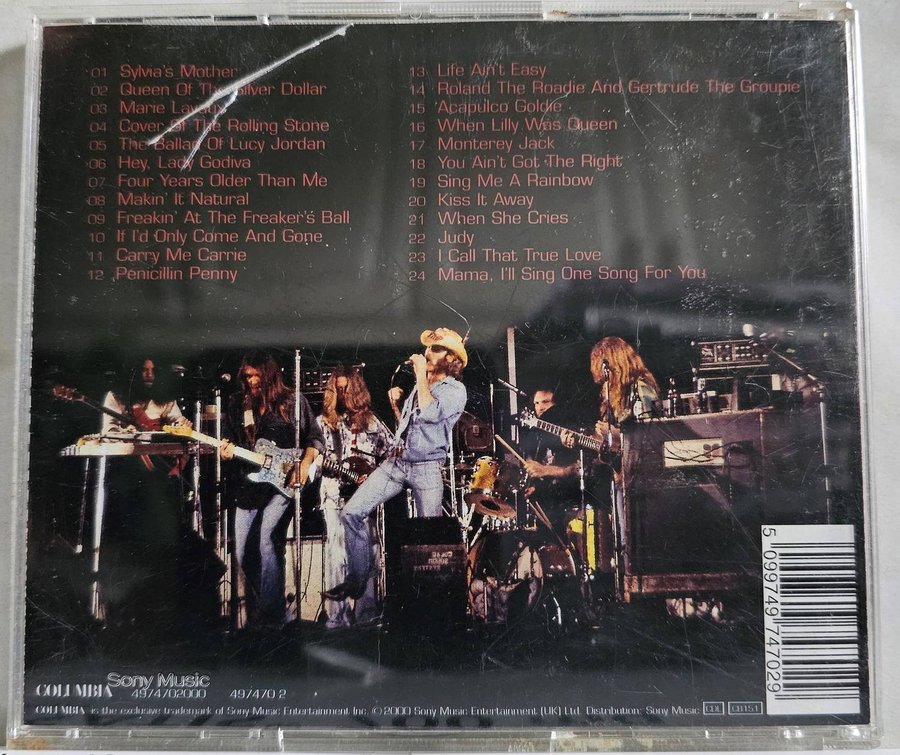 01 Sylvia's Mother
02 Queen Of The Silver Dollar
03 Marie Lavaux
04 Cover Of The Rolling Stone
05 The Ballad Of Lucy Jordan
06 Hey, Lady Godiva
07 Four Years Older Than Me
08 Makin' It Natural
09 Freakin' At The Freaker's Ball
10 If I'd Only Come And Gone
11 Carry Me Carrie
12 Penicillin Penny
13 Life Ain't Easy
14 Roland The Roadie And Gertrude The Groupie
15 Acapulco Goldie
16 When Lilly Was Queen
17 Monterey Jack
18 You Ain't Got The Right
19 Sing Me A Rainbow
20 Kiss It Away
21 When She Cries
22 Judy
23 I Call That True Love
24 Mama, I'll Sing One Song For You
5 099749 747029
COLUMBIA Sony Music
4974702000 497470 2
COLUMBIA is the exclusive trademark of Sony Music Entertainment Inc. © 2000 Sony Music Entertainment (UK) Ltd. Distribution: Sony Music CDL CB151